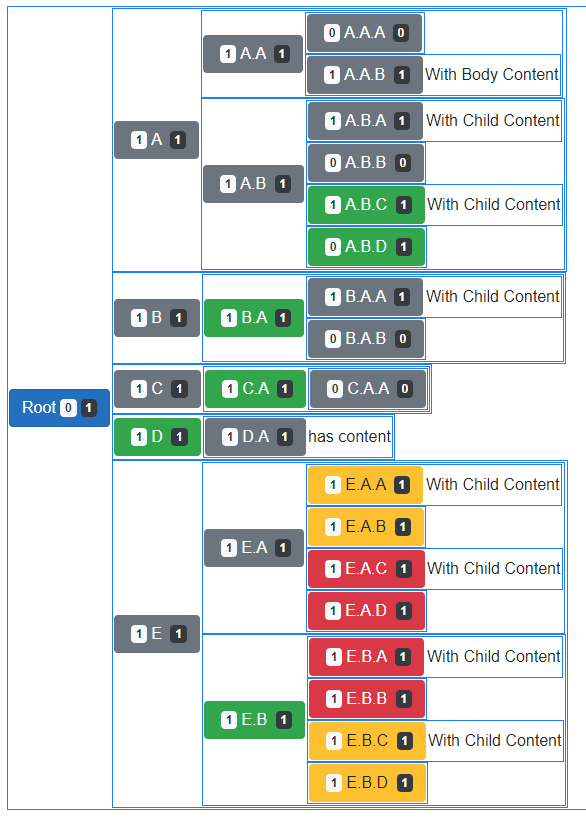 1 A.A 1
0 A.A.A 0
1 A.A.B 1 With Body Content
1 A 1
1 A.B 1
1 A.B.A 1 With Child Content
0 A.B.B 0
1 A.B.C 1 With Child Content
0 A.B.D 1
1 B 1
1 B.A 1
1 B.A.A 1 With Child Content
0 B.A.B 0
Root 0 1
1 C 1
1 C.A 1
0 C.A.A 0
1 D 1
1 D.A 1 has content
1 E 1
1 E.A 1
1 E.A.A 1 With Child Content
1 E.A.B 1
1 E.A.C 1 With Child Content
1 E.A.D 1
1 E.B 1
1 E.B.A 1 With Child Content
1 E.B.B 1
1 E.B.C 1 With Child Content
1 E.B.D 1